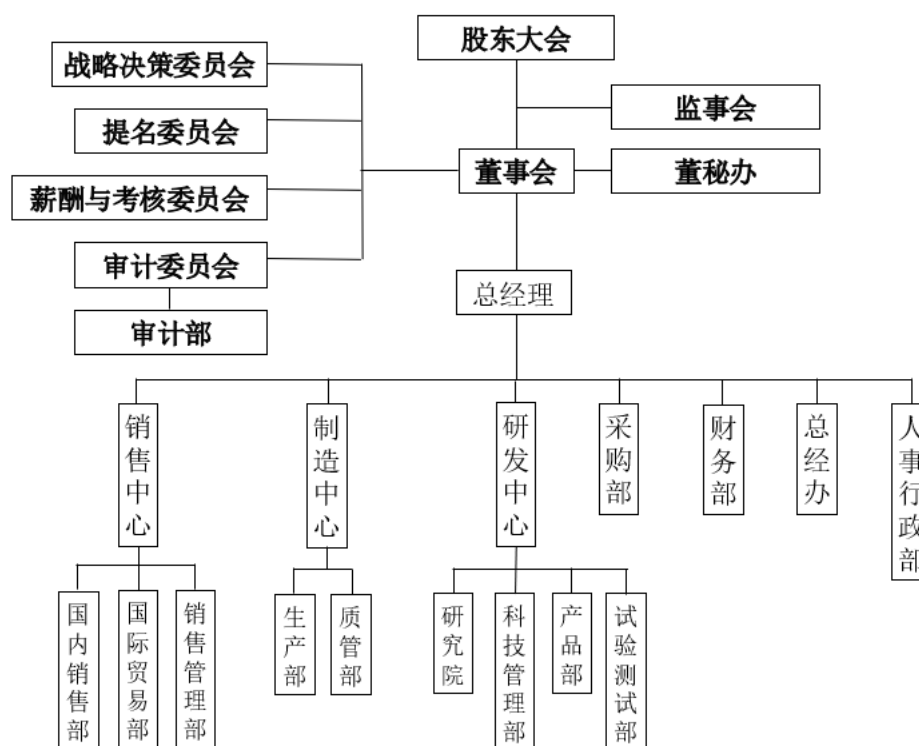 股东大会
战略决策委员会
监事会
提名委员会
董事会
董秘办
薪酬与考核委员会
审计委员会
总经理
审计部
销售中心
制造中心
研发中心
采购部
财务部
总经办
人事行政部
国内销售部
国际贸易部
销售管理部
生产部
质管部
研究院
科技管理部
产品部
试验测试部